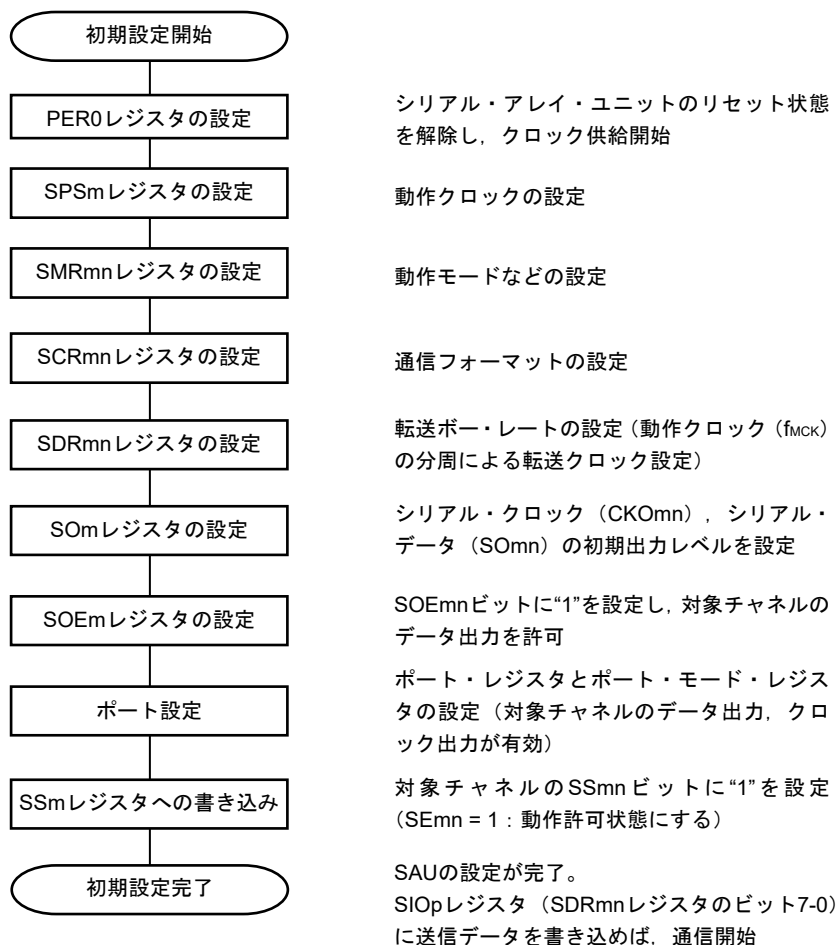 初期設定開始
PER0レジスタの設定
シリアル・アレイ・ユニットのリセット状態
を解除し，クロック供給開始
SPSmレジスタの設定
動作クロックの設定
SMRmnレジスタの設定
動作モードなどの設定
SCRmnレジスタの設定
通信フォーマットの設定
SDRmnレジスタの設定
転送ボー・レートの設定（動作クロック（fMCK）
の分周による転送クロック設定）
SOmレジスタの設定
シリアル・クロック（CKOmn），シリアル・
データ（SOmn）の初期出力レベルを設定
SOEmレジスタの設定
SOEmnビットに“1”を設定し，対象チャネルの
データ出力を許可
ポート設定
ポート・レジスタとポート・モード・レジス
タの設定（対象チャネルのデータ出力，クロ
ック出力が有効）
SSmレジスタへの書き込み
対象チャネルのSSmnビットに“1”を設定
（SEmn = 1：動作許可状態にする）
初期設定完了
SAUの設定が完了。
SIOpレジスタ（SDRmnレジスタのビット7-0）
に送信データを書き込めば，通信開始